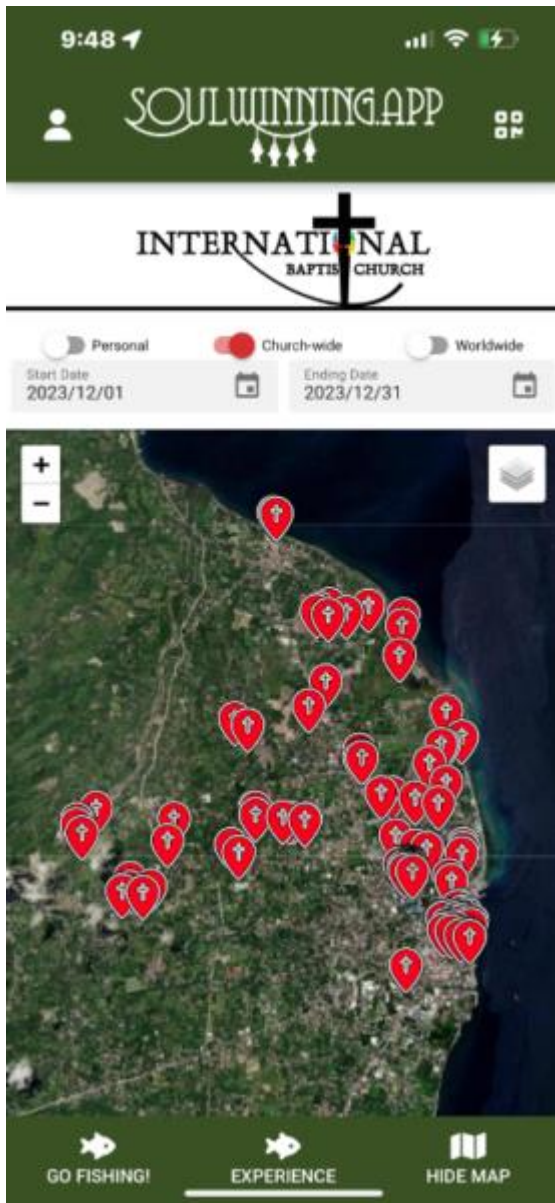 9:48
SOULWINNING.APP
INTERNATIONAL
BAPTIST CHURCH
Personal Church-wide Worldwide
Start Date Ending Date
2023/12/01 2023/12/31
+
−
GO FISHING! EXPERIENCE HIDE MAP